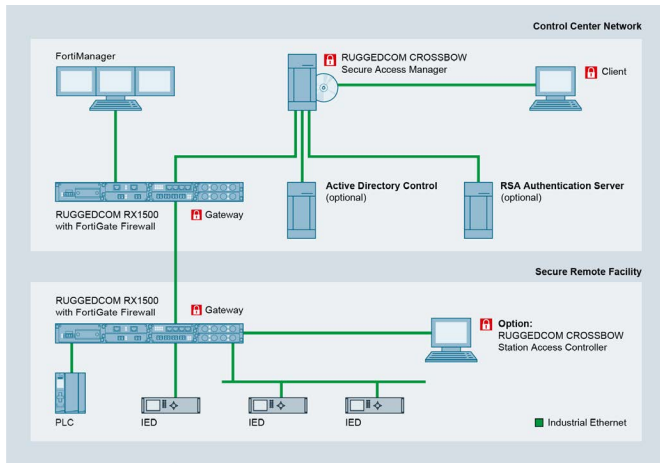 Control Center Network
FortiManager
RUGGEDCOM CROSSBOW
Secure Access Manager
Client
Active Directory Control
(optional)
RSA Authentication Server
(optional)
RUGGEDCOM RX1500
with FortiGate Firewall
Gateway
Secure Remote Facility
RUGGEDCOM RX1500
with FortiGate Firewall
Gateway
Option:
RUGGEDCOM CROSSBOW
Station Access Controller
PLC
IED
IED
IED
Industrial Ethernet